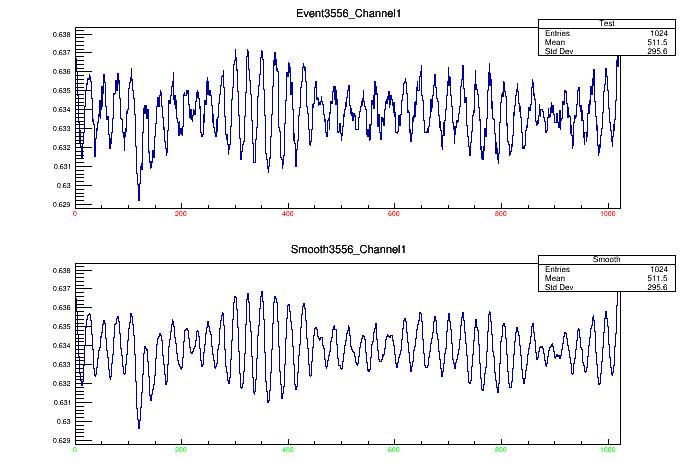 Event3556_Channel1
Test
Entries 1024
Mean 511.5
Std Dev 295.6
0.638
0.637
0.636
0.635
0.634
0.633
0.632
0.631
0.63
0.629
0 200 400 600 800 1000
Smooth3556_Channel1
Smooth
Entries 1024
Mean 511.5
Std Dev 295.6
0.638
0.637
0.636
0.635
0.634
0.633
0.632
0.631
0.63
0.629
0 200 400 600 800 1000